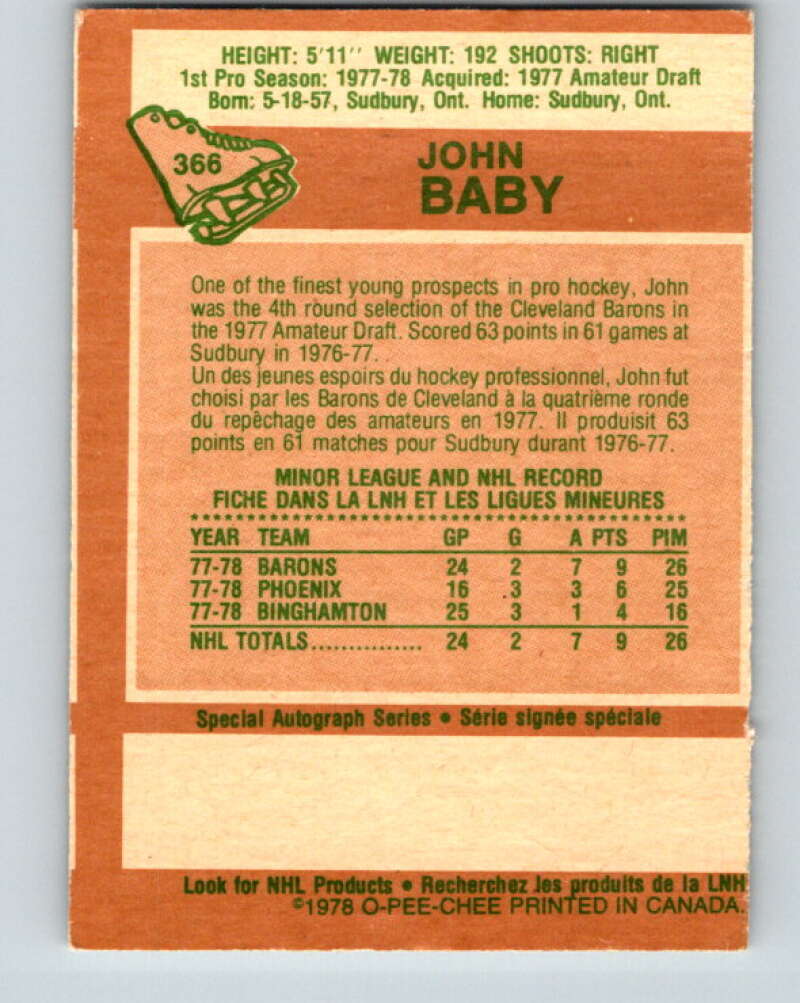 HEIGHT: 5'11'' WEIGHT: 192 SHOOTS: RIGHT
1st Pro Season: 1977-78 Acquired: 1977 Amateur Draft
Born: 5-18-57, Sudbury, Ont. Home: Sudbury, Ont.
366
JOHN
BABY
One of the finest young prospects in pro hockey, John
was the 4th round selection of the Cleveland Barons in
the 1977 Amateur Draft. Scored 63 points in 61 games at
Sudbury in 1976-77.
Un des jeunes espoirs du hockey professionnel, John fut
choisi par les Barons de Cleveland à la quatrième ronde
du repêchage des amateurs en 1977. Il produisit 63
points en 61 matches pour Sudbury durant 1976-77.
MINOR LEAGUE AND NHL RECORD
FICHE DANS LA LNH ET LES LIGUES MINEURES
YEAR TEAM GP G A PTS PIM
77-78 BARONS 24 2 7 9 26
77-78 PHOENIX 16 3 3 6 25
77-78 BINGHAMTON 25 3 1 4 16
NHL TOTALS............... 24 2 7 9 26
Special Autograph Series • Série signée spéciale
Look for NHL Products • Recherchez les produits de la LNH
©1978 O-PEE-CHEE PRINTED IN CANADA.